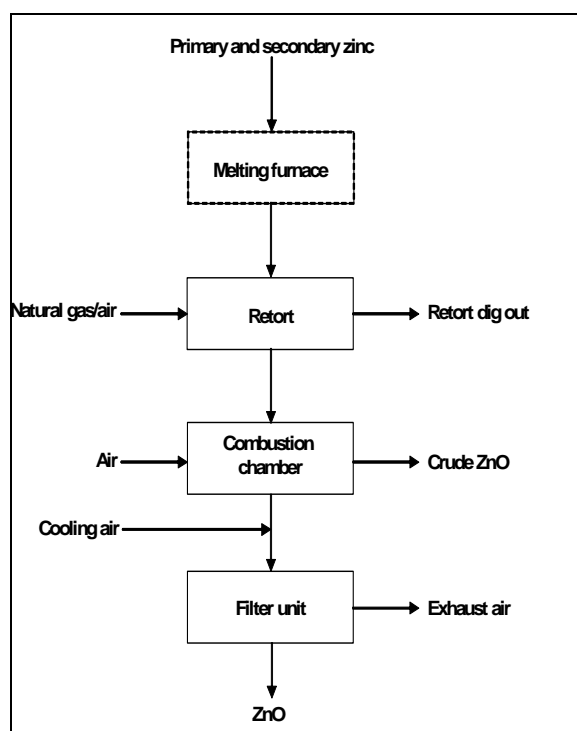 Primary and secondary zinc
Melting furnace
Natural gas/air
Retort
Retort dig out
Air
Combustion
chamber
Crude ZnO
Cooling air
Filter unit
Exhaust air
ZnO